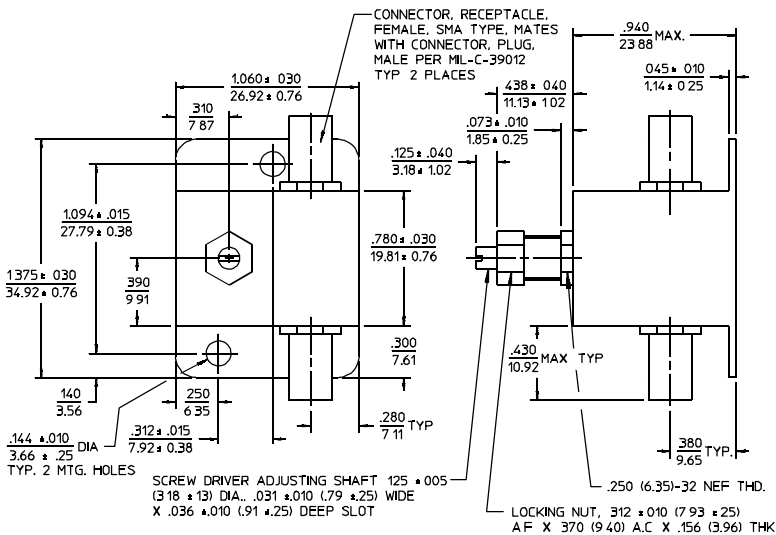 CONNECTOR, RECEPTACLE,
FEMALE, SMA TYPE, MATES
WITH CONNECTOR, PLUG,
MALE PER MIL-C-39012
TYP 2 PLACES
.940
23 88
MAX.
1.060± 030
26.92± 0.76
438± 040
11.13± 1 02
045± 010
1.14± 0 25
.310
7 87
.073± .010
1.85± 0.25
.125±.040
3.18± 1.02
1.094 ±.015
27.79± 0.38
.780± .030
19.81± 0.76
1375± 030
34.92± 0.76
390
9 91
.300
7.61
.430
10.92
MAX TYP
140
3.56
250
6 35
.312± .015
7.92± 0.38
.280
7 11
TYP
.380
9.65
TYP.
.144 ±.010
3.66 ± .25
DIA
TYP. 2 MTG. HOLES
SCREW DRIVER ADJUSTING SHAFT 125 ±005
(3 18 ±13) DIA., .031 ±.010 (.79 ±.25) WIDE
X .036 ±.010 (.91 ±.25) DEEP SLOT
.250 (6.35)-32 NEF THD.
LOCKING NUT, 312 ±010 (7 93 ±25)
A F X 370 (9 40) A.C X .156 (3.96) THK